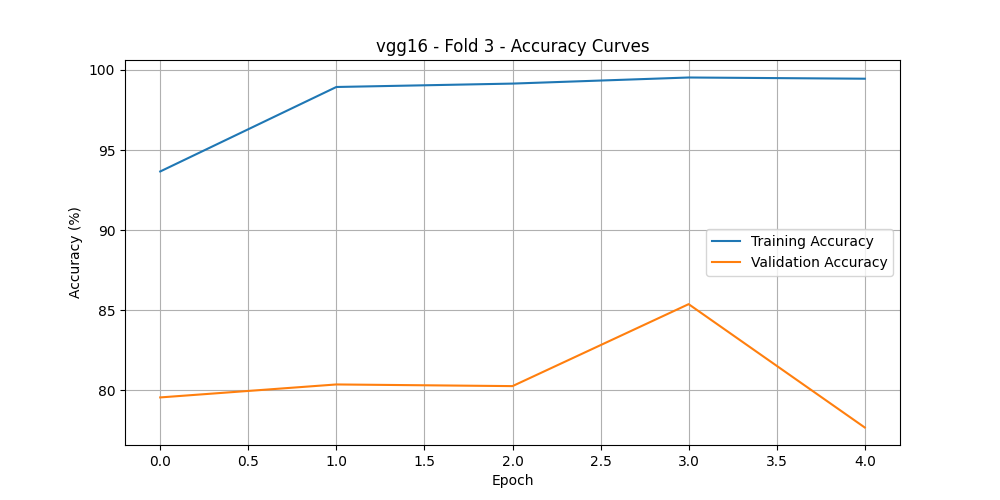 vgg16 - Fold 3 - Accuracy Curves
100
95
90
85
80
Accuracy (%)
Training Accuracy
Validation Accuracy
0.0 0.5 1.0 1.5 2.0 2.5 3.0 3.5 4.0
Epoch